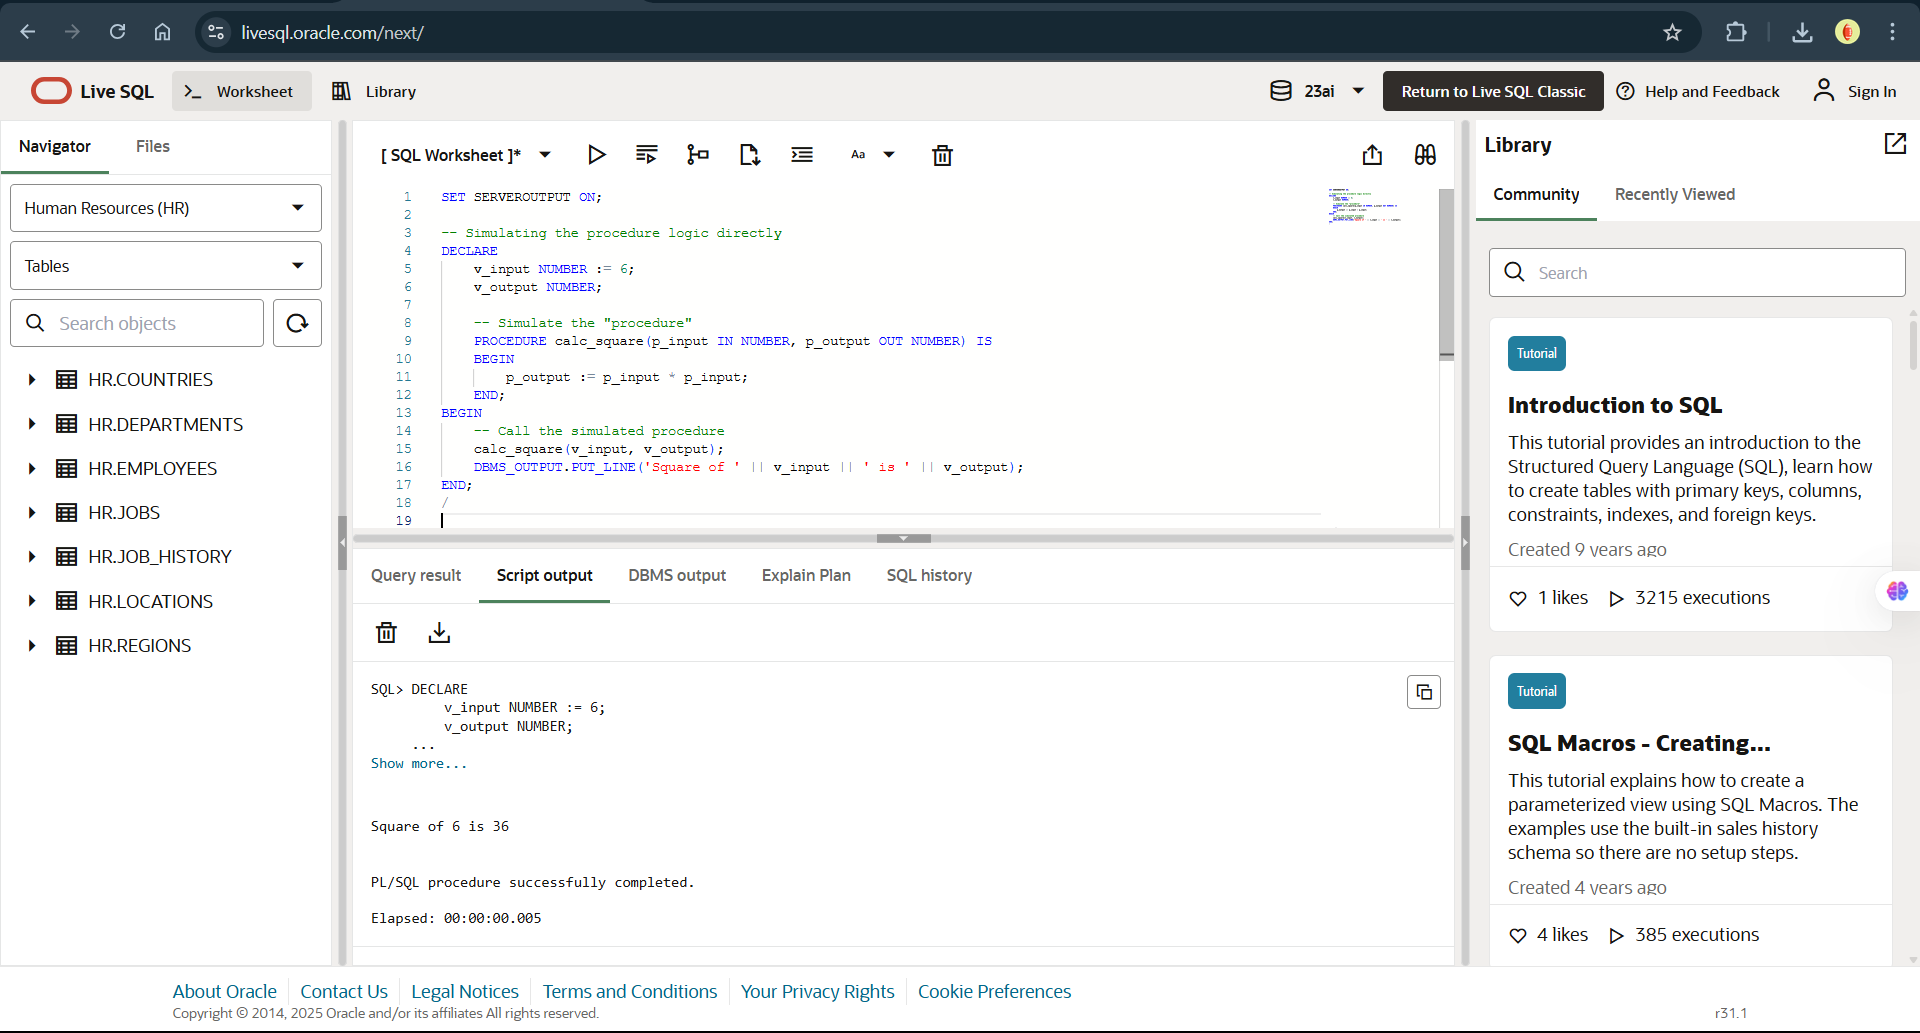 livesql.oracle.com/next/
Live SQL
Worksheet
Library
23ai
Return to Live SQL Classic
Help and Feedback
Sign In
Navigator
Files
Human Resources (HR)
Tables
Search objects
HR.COUNTRIES
HR.DEPARTMENTS
HR.EMPLOYEES
HR.JOBS
HR.JOB_HISTORY
HR.LOCATIONS
HR.REGIONS
[ SQL Worksheet ]*
Aa
1 SET SERVEROUTPUT ON;
2
3 -- Simulating the procedure logic directly
4 DECLARE
5 v_input NUMBER := 6;
6 v_output NUMBER;
7
8 -- Simulate the "procedure"
9 PROCEDURE calc_square(p_input IN NUMBER, p_output OUT NUMBER) IS
10 BEGIN
11 p_output := p_input * p_input;
12 END;
13 BEGIN
14 -- Call the simulated procedure
15 calc_square(v_input, v_output);
16 DBMS_OUTPUT.PUT_LINE('Square of ' || v_input || ' is ' || v_output);
17 END;
18 /
19
Query result
Script output
DBMS output
Explain Plan
SQL history
SQL> DECLARE
v_input NUMBER := 6;
v_output NUMBER;
...
Show more...
Square of 6 is 36
PL/SQL procedure successfully completed.
Elapsed: 00:00:00.005
Library
Community
Recently Viewed
Search
Tutorial
Introduction to SQL
This tutorial provides an introduction to the
Structured Query Language (SQL), learn how
to create tables with primary keys, columns,
constraints, indexes, and foreign keys.
Created 9 years ago
1 likes
3215 executions
Tutorial
SQL Macros - Creating...
This tutorial explains how to create a
parameterized view using SQL Macros. The
examples use the built-in sales history
schema so there are no setup steps.
Created 4 years ago
4 likes
385 executions
About Oracle
Contact Us
Legal Notices
Terms and Conditions
Your Privacy Rights
Cookie Preferences
Copyright © 2014, 2025 Oracle and/or its affiliates All rights reserved.
r31.1